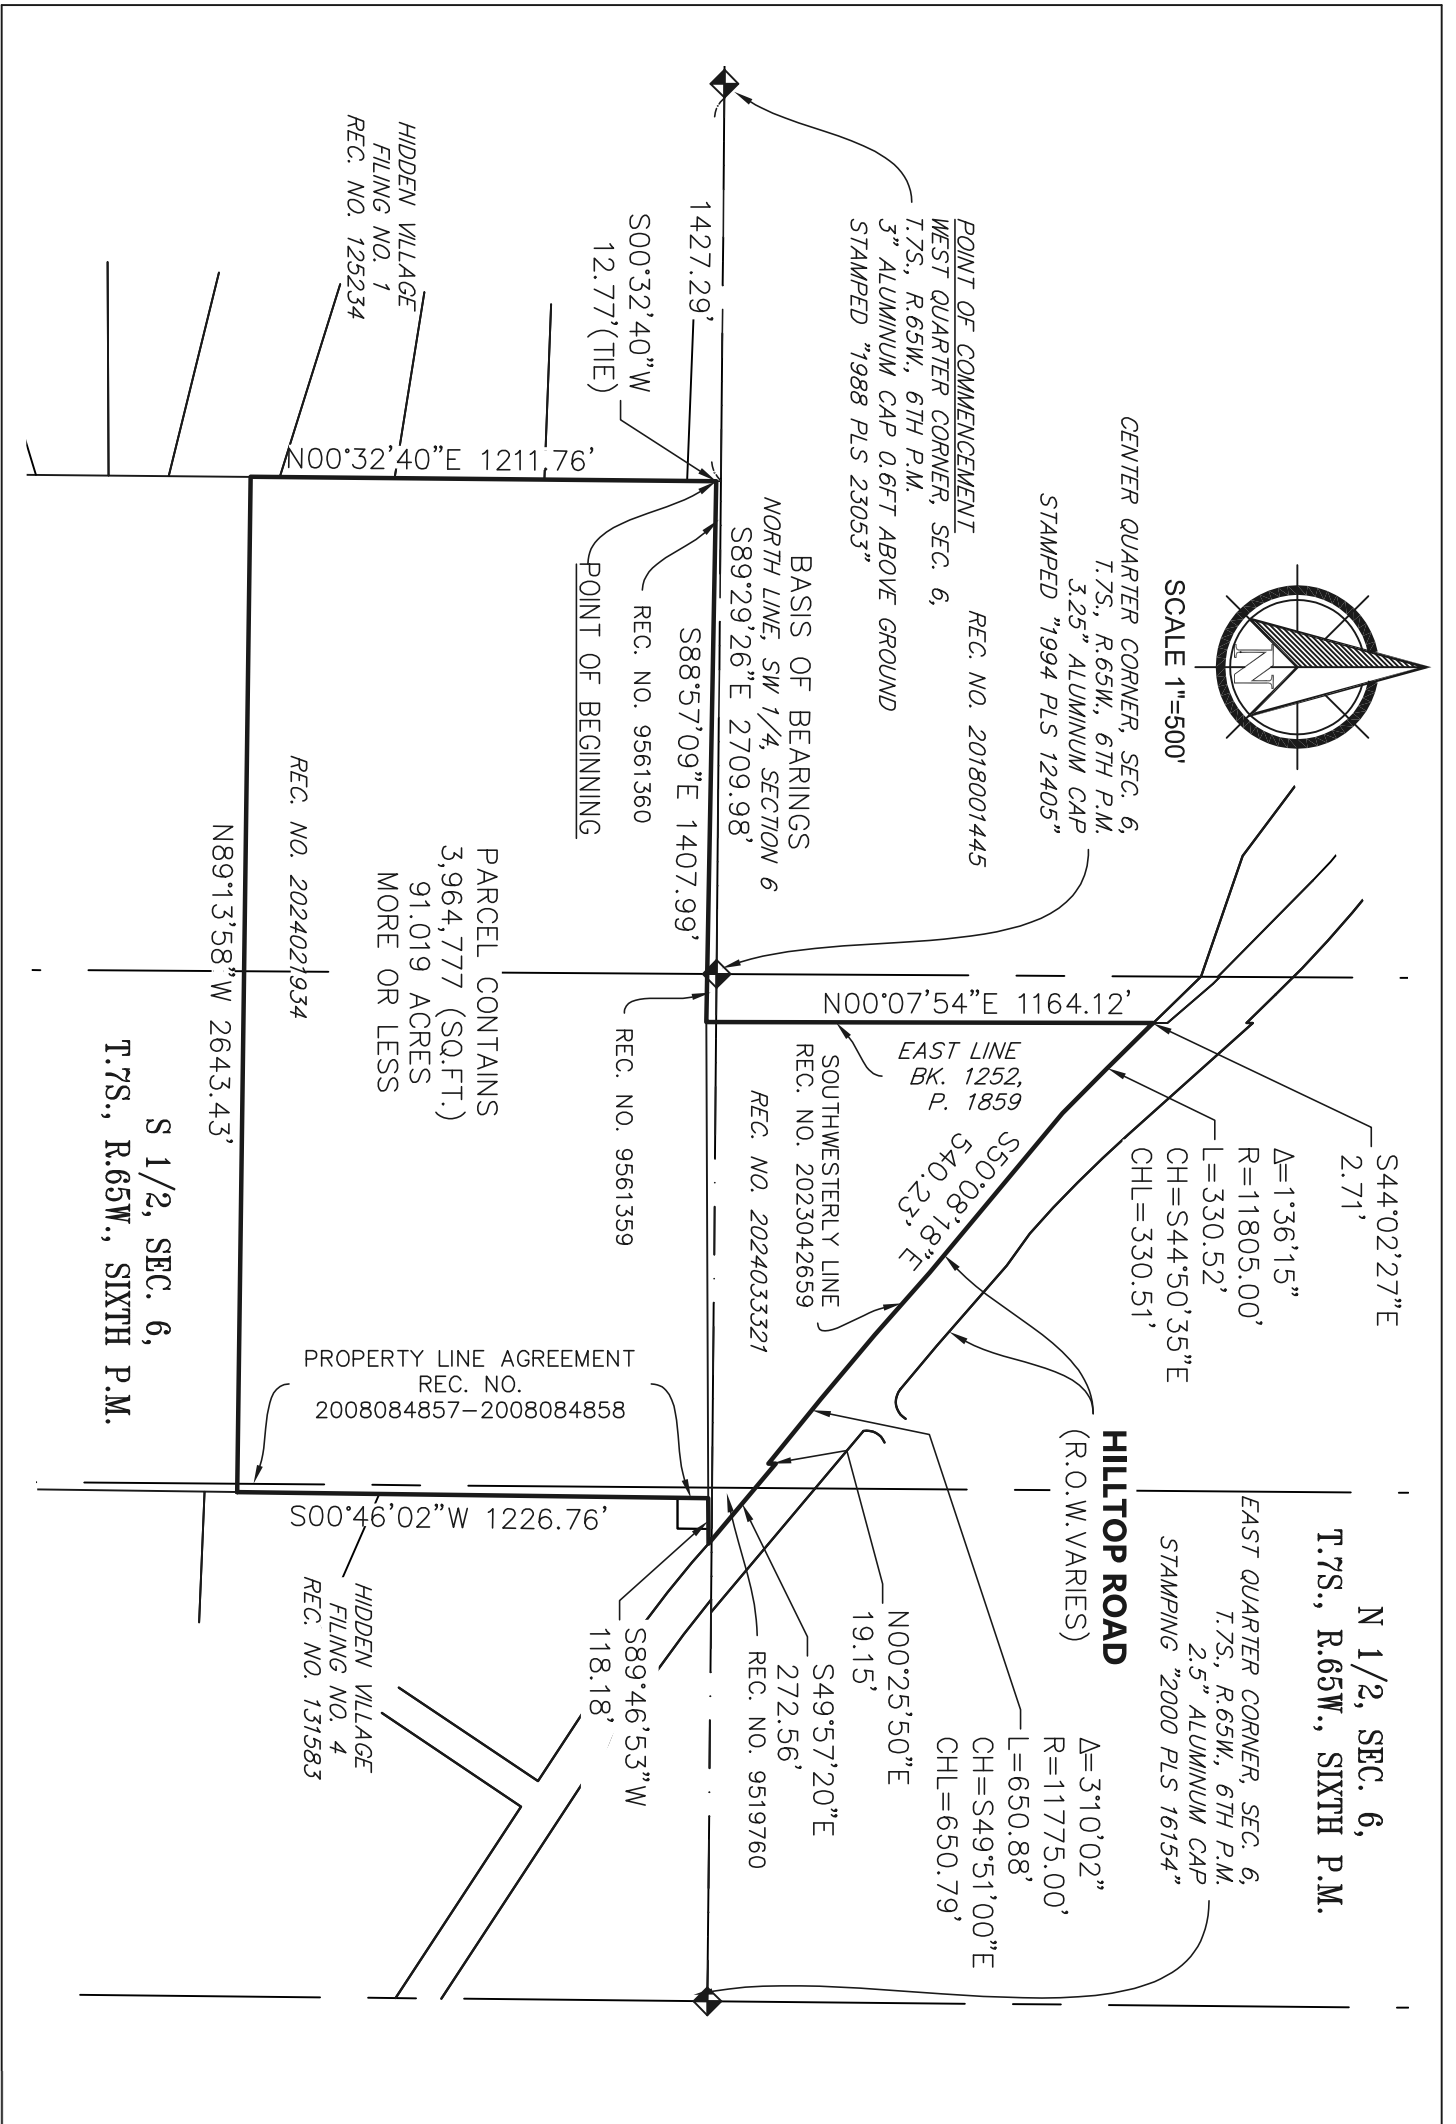 N 1/2, SEC. 6,
T.7S., R.65W., SIXTH P.M.
SCALE 1"=500'
N
S44°02'27"E
2.71'
Δ=1°36'15"
R=11805.00'
L=330.52'
CH=S44°50'35"E
CHL=330.51'
EAST QUARTER CORNER, SEC. 6,
T.7S., R.65W., 6TH P.M.
2.5" ALUMINUM CAP
STAMPING "2000 PLS 16154"
CENTER QUARTER CORNER, SEC. 6,
T.7S., R.65W., 6TH P.M.
3.25" ALUMINUM CAP
STAMPED "1994 PLS 12405"
HILLTOP ROAD
(R.O.W.VARIES)
Δ=3°10'02"
R=11775.00'
L=650.88'
CH=S49°51'00"E
CHL=650.79'
REC. NO. 2018001445
POINT OF COMMENCEMENT
WEST QUARTER CORNER, SEC. 6,
T.7S., R.65W., 6TH P.M.
3" ALUMINUM CAP 0.6FT ABOVE GROUND
STAMPED "1988 PLS 23053"
N00°07'54"E 1164.12'
EAST LINE
BK. 1252,
P. 1859
S50°08'18"E
540.23'
SOUTHWESTERLY LINE
REC. NO. 2023042659
REC. NO. 2024033321
N00°25'50"E
19.15'
S49°57'20"E
272.56'
REC. NO. 9519760
BASIS OF BEARINGS
NORTH LINE, SW 1/4, SECTION 6
S89°29'26"E 2709.98'
1427.29'
S00°32'40"W
12.77'(TIE)
S88°57'09"E 1407.99'
REC. NO. 9561360
POINT OF BEGINNING
REC. NO. 9561359
S89°46'53"W
118.18'
HIDDEN VILLAGE
FILING NO. 1
REC. NO. 125234
N00°32'40"E 1211.76'
PARCEL CONTAINS
3,964,777 (SQ.FT.)
91.019 ACRES
MORE OR LESS
PROPERTY LINE AGREEMENT
REC. NO.
2008084857-2008084858
S00°46'02"W 1226.76'
HIDDEN VILLAGE
FILING NO. 4
REC. NO. 131583
REC. NO. 2024021934
N89°13'58"W 2643.43'
S 1/2, SEC. 6,
T.7S., R.65W., SIXTH P.M.